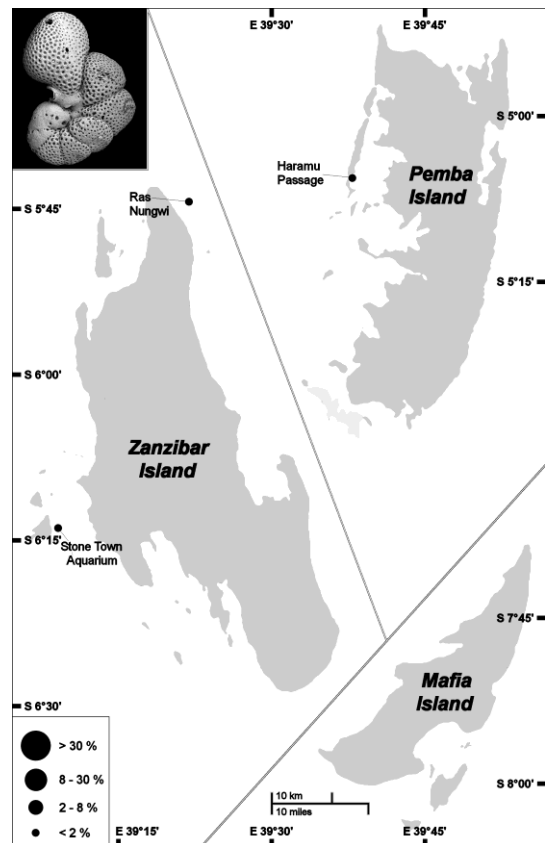 E 39°30'
E 39°45'
S 5°00'
Haramu
Passage
Pemba
Island
Ras
Nungwi
S 5°45'
S 5°15'
S 6°00'
Zanzibar
Island
Stone Town
Aquarium
S 6°15'
S 7°45'
Mafia
Island
S 6°30'
> 30 %
8 - 30 %
2 - 8 %
< 2 %
10 km
10 miles
S 8°00'
E 39°15'
E 39°30'
E 39°45'